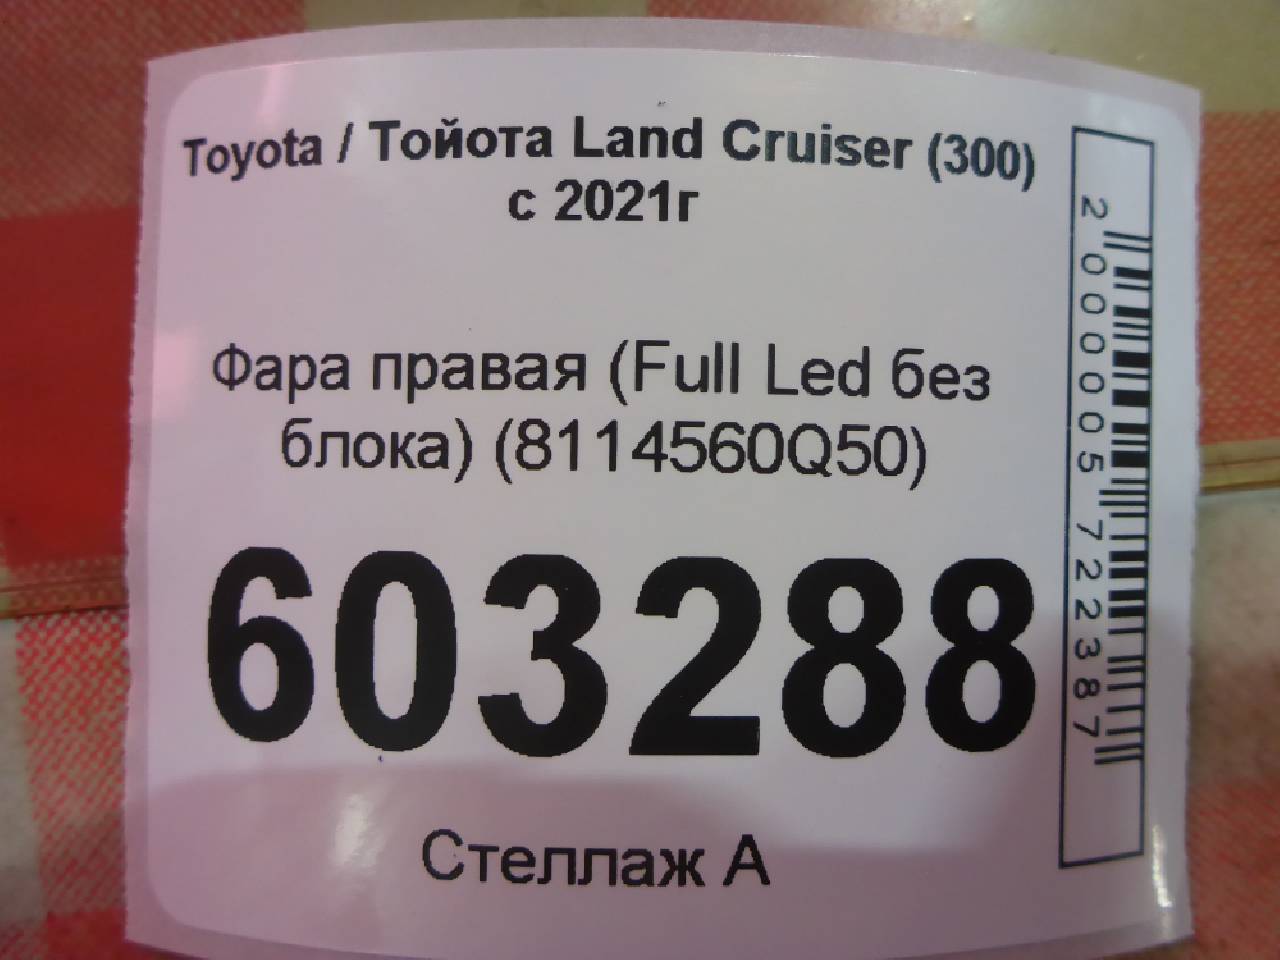 Toyota / Тойота Land Cruiser (300)
с 2021г
Фара правая (Full Led без
блока) (8114560Q50)
603288
Стеллаж А
2000005722387